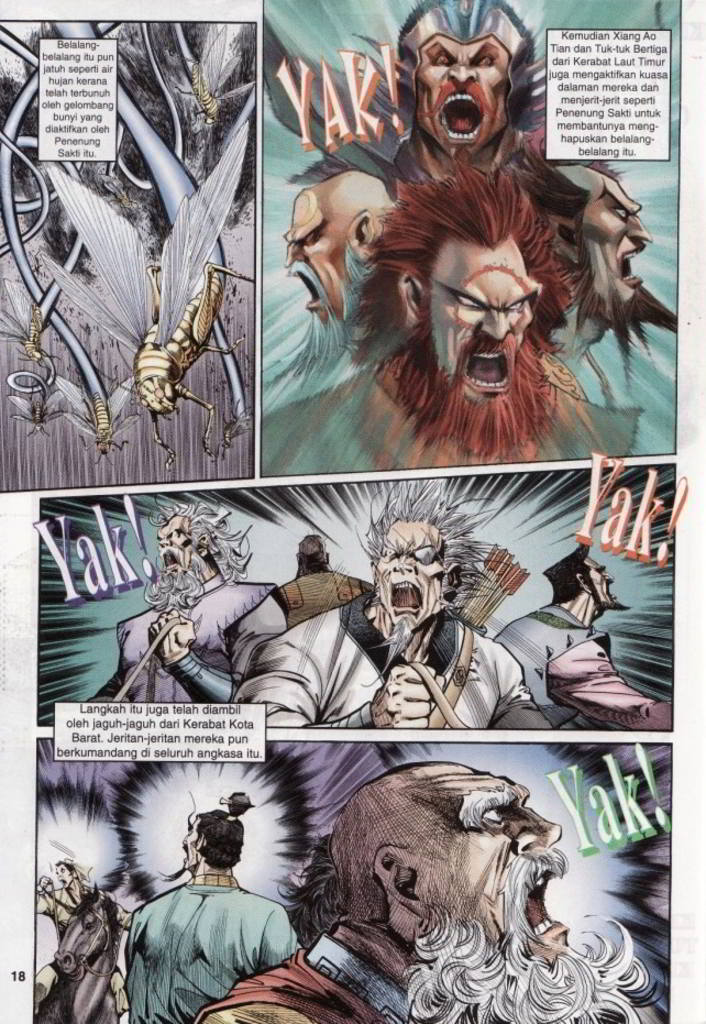 Belalang-
belalang itu pun
jatuh seperti air
hujan kerana
telah terbunuh
oleh gelombang
bunyi yang
diaktifkan oleh
Penenung
Sakti itu.
YAK!
Kemudian Xiang Ao
Tian dan Tuk-tuk Bertiga
dari Kerabat Laut Timur
juga mengaktifkan kuasa
dalaman mereka dan
menjerit-jerit seperti
Penenung Sakti untuk
membantunya meng-
hapuskan belalang-
belalang itu.
Yak!
Yak!
Langkah itu juga telah diambil
oleh jaguh-jaguh dari Kerabat Kota
Barat. Jeritan-jeritan mereka pun
berkumandang di seluruh angkasa itu.
Yak!
18